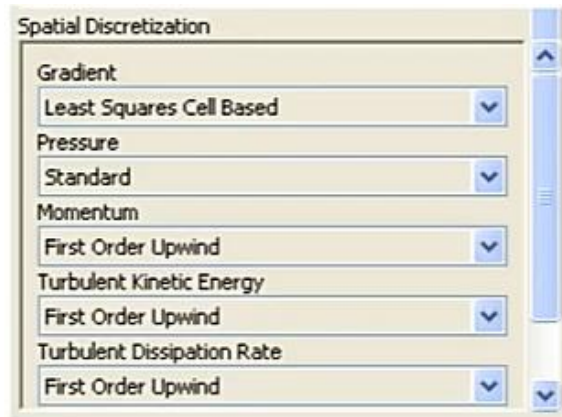 Spatial Discretization
Gradient
Least Squares Cell Based
Pressure
Standard
Momentum
First Order Upwind
Turbulent Kinetic Energy
First Order Upwind
Turbulent Dissipation Rate
First Order Upwind